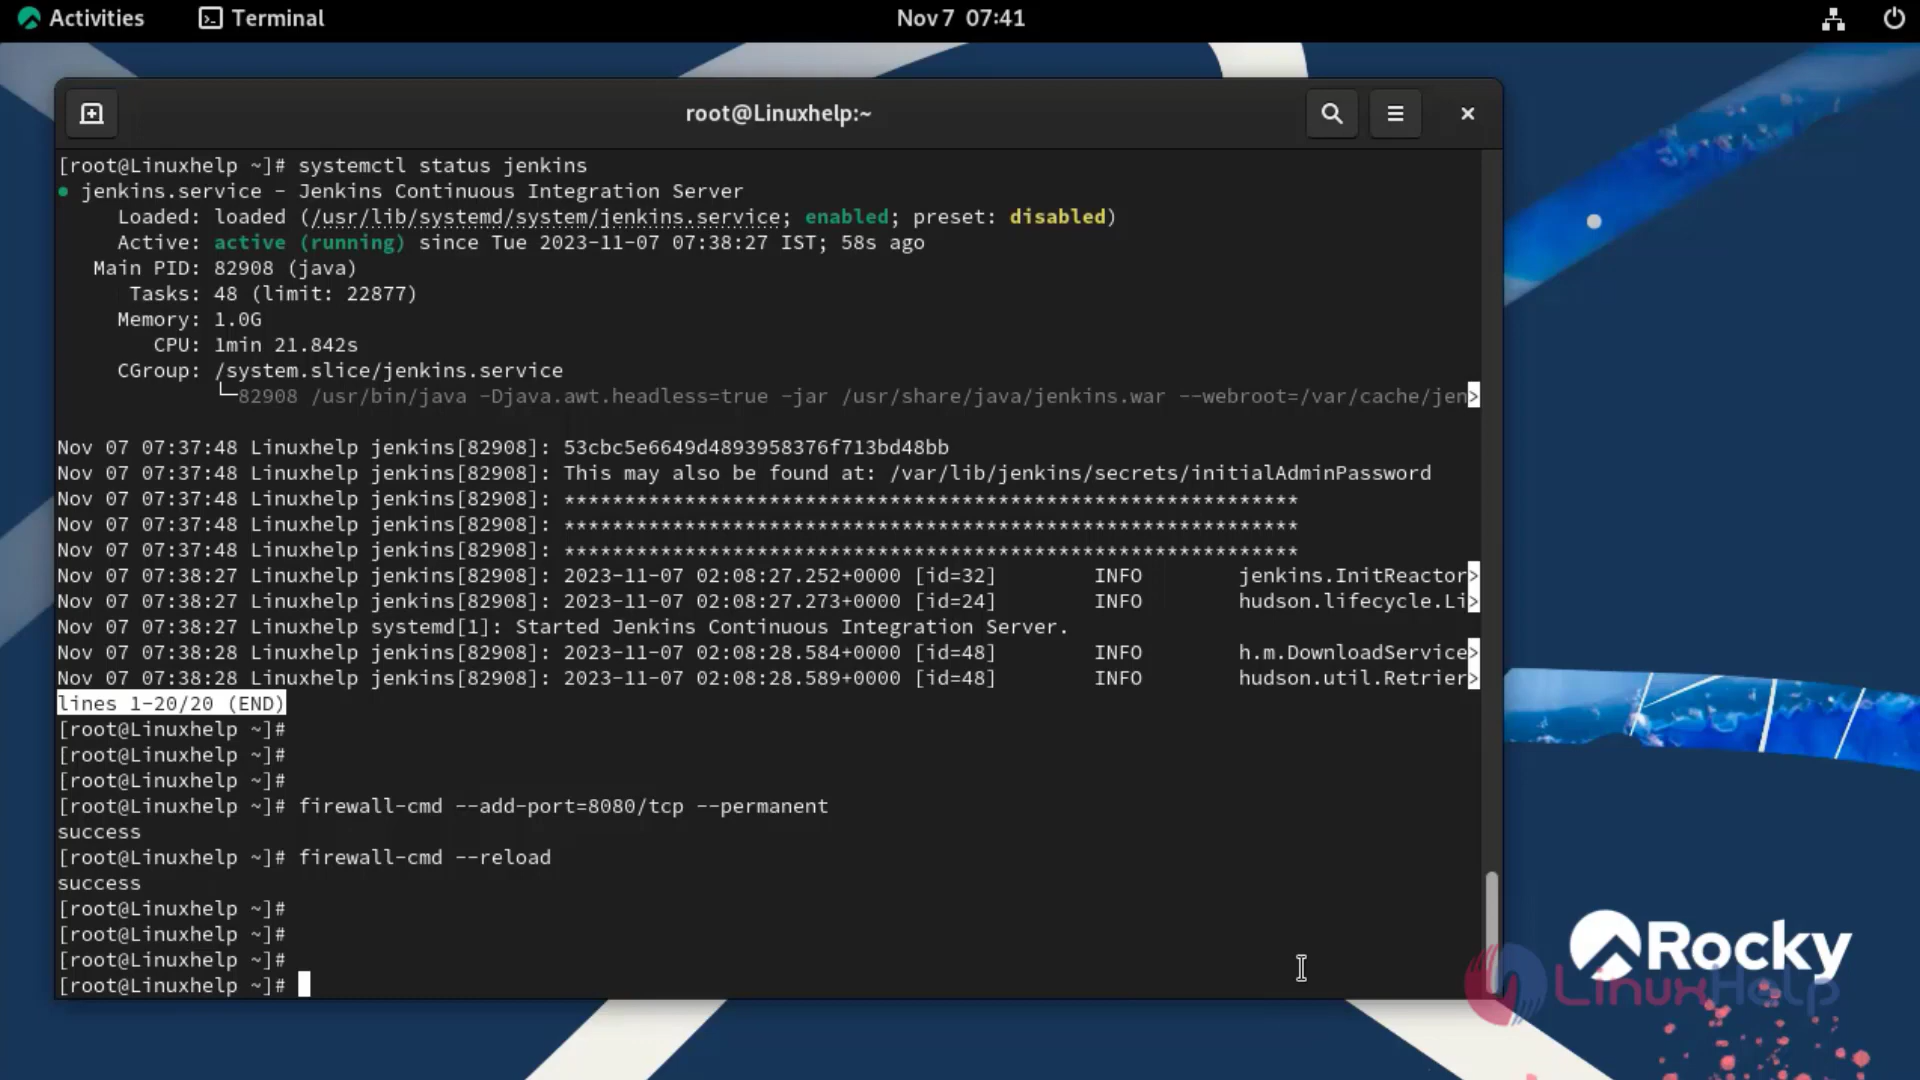 Activities Terminal Nov 7 07:41
root@Linuxhelp:~
[root@Linuxhelp ~]# systemctl status jenkins
● jenkins.service - Jenkins Continuous Integration Server
Loaded: loaded (/usr/lib/systemd/system/jenkins.service; enabled; preset: disabled)
Active: active (running) since Tue 2023-11-07 07:38:27 IST; 58s ago
Main PID: 82908 (java)
Tasks: 48 (limit: 22877)
Memory: 1.0G
CPU: 1min 21.842s
CGroup: /system.slice/jenkins.service
└─82908 /usr/bin/java -Djava.awt.headless=true -jar /usr/share/java/jenkins.war --webroot=/var/cache/jen>
Nov 07 07:37:48 Linuxhelp jenkins[82908]: 53cbc5e6649d4893958376f713bd48bb
Nov 07 07:37:48 Linuxhelp jenkins[82908]: This may also be found at: /var/lib/jenkins/secrets/initialAdminPassword
Nov 07 07:37:48 Linuxhelp jenkins[82908]: *************************************************************
Nov 07 07:37:48 Linuxhelp jenkins[82908]: *************************************************************
Nov 07 07:37:48 Linuxhelp jenkins[82908]: *************************************************************
Nov 07 07:38:27 Linuxhelp jenkins[82908]: 2023-11-07 02:08:27.252+0000 [id=32] INFO jenkins.InitReactor>
Nov 07 07:38:27 Linuxhelp jenkins[82908]: 2023-11-07 02:08:27.273+0000 [id=24] INFO hudson.lifecycle.Li>
Nov 07 07:38:27 Linuxhelp systemd[1]: Started Jenkins Continuous Integration Server.
Nov 07 07:38:28 Linuxhelp jenkins[82908]: 2023-11-07 02:08:28.584+0000 [id=48] INFO h.m.DownloadService>
Nov 07 07:38:28 Linuxhelp jenkins[82908]: 2023-11-07 02:08:28.589+0000 [id=48] INFO hudson.util.Retrier>
lines 1-20/20 (END)
[root@Linuxhelp ~]#
[root@Linuxhelp ~]#
[root@Linuxhelp ~]#
[root@Linuxhelp ~]# firewall-cmd --add-port=8080/tcp --permanent
success
[root@Linuxhelp ~]# firewall-cmd --reload
success
[root@Linuxhelp ~]#
[root@Linuxhelp ~]#
[root@Linuxhelp ~]#
[root@Linuxhelp ~]#
Rocky
LinuxHelp